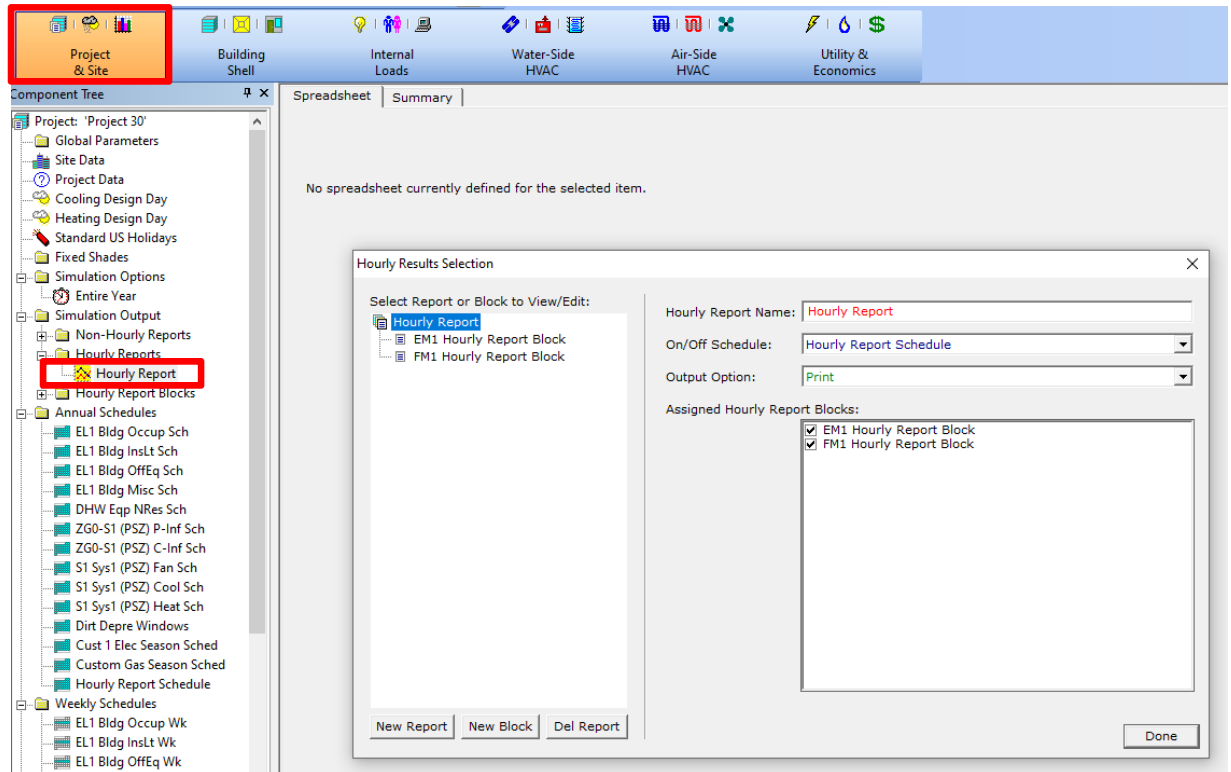 Project
& Site
Building
Shell
Internal
Loads
Water-Side
HVAC
Air-Side
HVAC
Utility &
Economics
Component Tree
Project: 'Project 30'
Global Parameters
Site Data
Project Data
Cooling Design Day
Heating Design Day
Standard US Holidays
Fixed Shades
Simulation Options
Entire Year
Simulation Output
Non-Hourly Reports
Hourly Reports
Hourly Report
Hourly Report Blocks
Annual Schedules
EL1 Bldg Occup Sch
EL1 Bldg InsLt Sch
EL1 Bldg OffEq Sch
EL1 Bldg Misc Sch
DHW Eqp NRes Sch
ZG0-S1 (PSZ) P-Inf Sch
ZG0-S1 (PSZ) C-Inf Sch
S1 Sys1 (PSZ) Fan Sch
S1 Sys1 (PSZ) Cool Sch
S1 Sys1 (PSZ) Heat Sch
Dirt Depre Windows
Cust 1 Elec Season Sched
Custom Gas Season Sched
Hourly Report Schedule
Weekly Schedules
EL1 Bldg Occup Wk
EL1 Bldg InsLt Wk
EL1 Bldg OffEq Wk
Spreadsheet
Summary
No spreadsheet currently defined for the selected item.
Hourly Results Selection
Select Report or Block to View/Edit:
Hourly Report
EM1 Hourly Report Block
FM1 Hourly Report Block
New Report
New Block
Del Report
Hourly Report Name: Hourly Report
On/Off Schedule: Hourly Report Schedule
Output Option: Print
Assigned Hourly Report Blocks:
EM1 Hourly Report Block
FM1 Hourly Report Block
Done